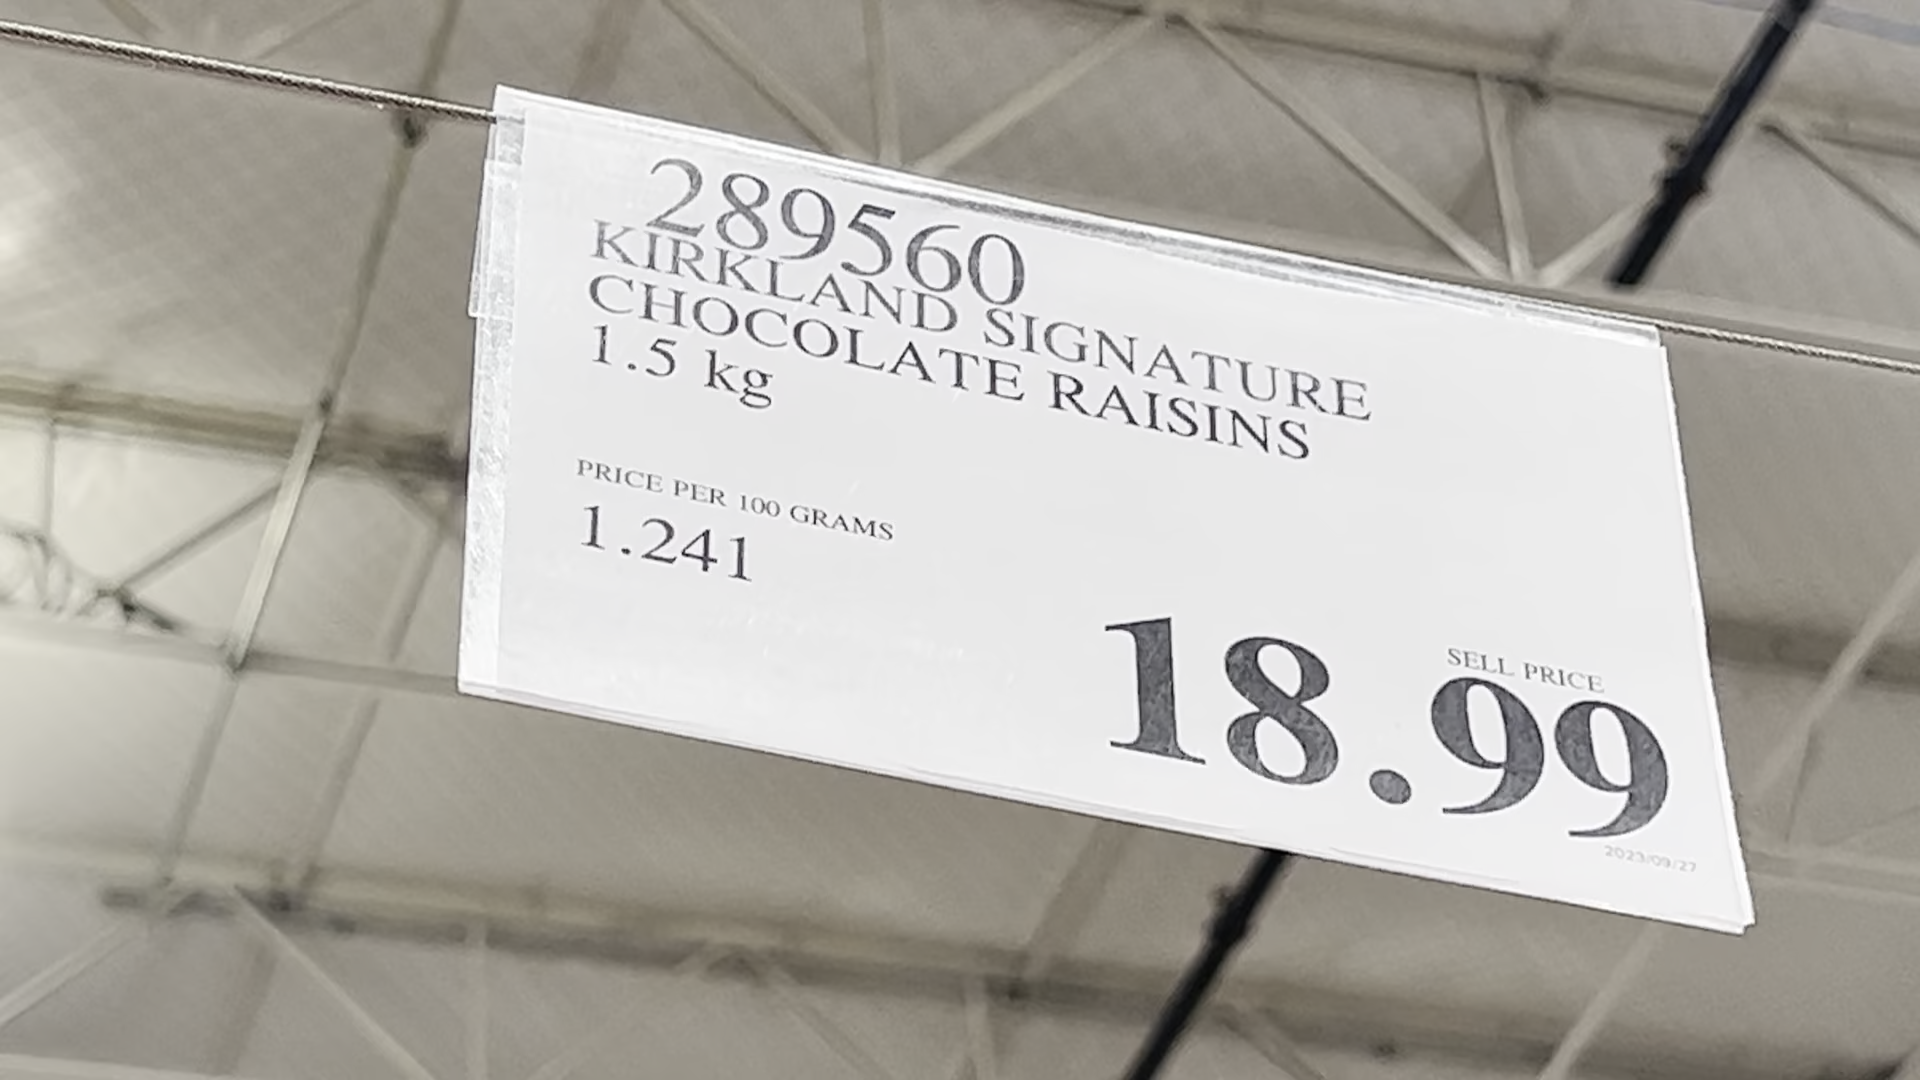 289560
KIRKLAND SIGNATURE
CHOCOLATE RAISINS
1.5 kg
PRICE PER 100 GRAMS
1.241
SELL PRICE
18.99
2023/09/27